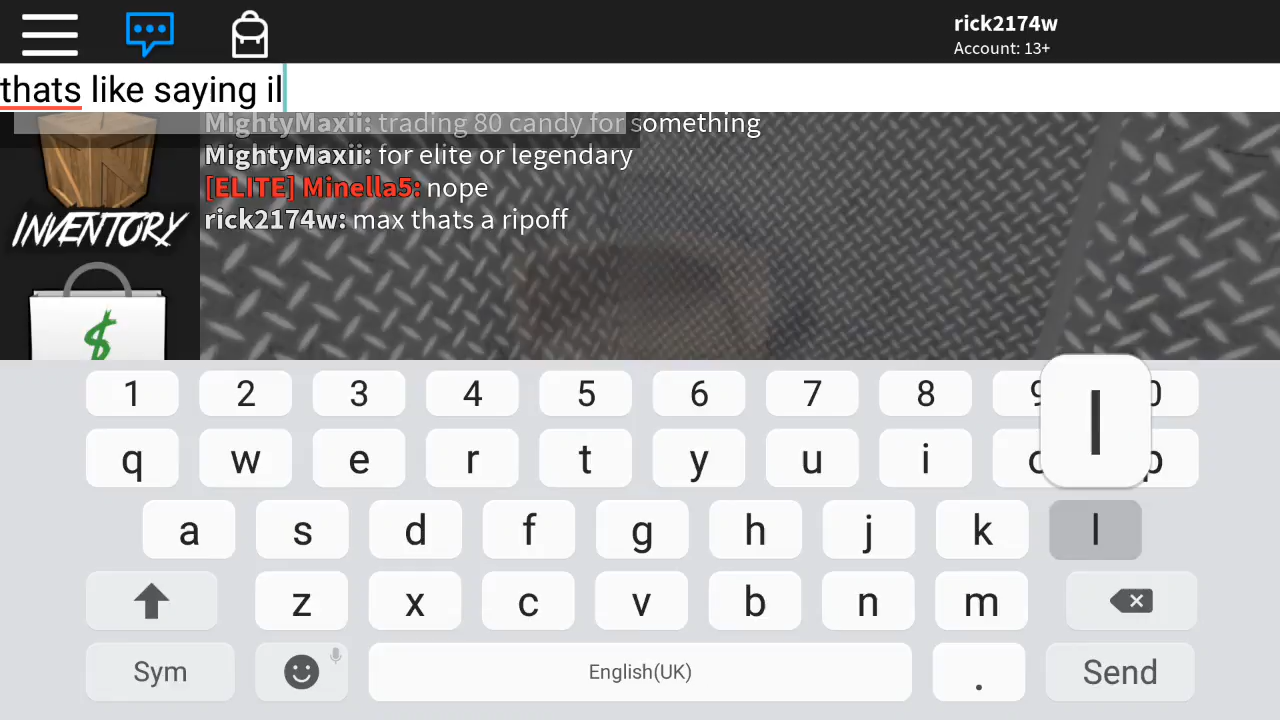 rick2174w
Account: 13+
thats like saying il
MightyMaxii: trading 80 candy for something
MightyMaxii: for elite or legendary
[ELITE] Minella5: nope
rick2174w: max thats a ripoff
INVENTORY
$
1 2 3 4 5 6 7 8 9 0
q w e r t y u i o p
l
a s d f g h j k l
z x c v b n m
Sym English(UK) . Send